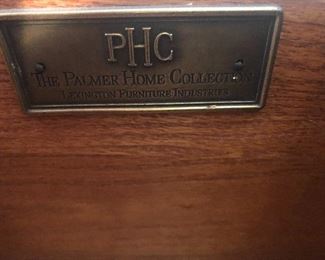 PHC
The Palmer Home Collection
Lexington Furniture Industries